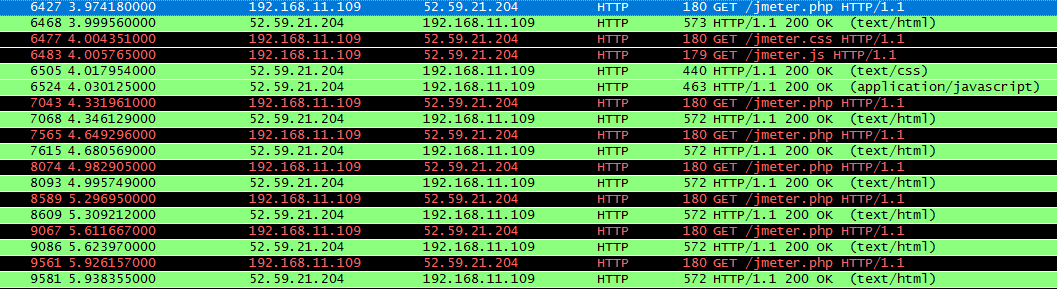 6427 3.974180000 192.168.11.109 52.59.21.204 HTTP 180 GET /jmeter.php HTTP/1.1
6468 3.999560000 52.59.21.204 192.168.11.109 HTTP 573 HTTP/1.1 200 OK (text/html)
6477 4.004351000 192.168.11.109 52.59.21.204 HTTP 180 GET /jmeter.css HTTP/1.1
6483 4.005765000 192.168.11.109 52.59.21.204 HTTP 179 GET /jmeter.js HTTP/1.1
6505 4.017954000 52.59.21.204 192.168.11.109 HTTP 440 HTTP/1.1 200 OK (text/css)
6524 4.030125000 52.59.21.204 192.168.11.109 HTTP 463 HTTP/1.1 200 OK (application/javascript)
7043 4.331961000 192.168.11.109 52.59.21.204 HTTP 180 GET /jmeter.php HTTP/1.1
7068 4.346129000 52.59.21.204 192.168.11.109 HTTP 572 HTTP/1.1 200 OK (text/html)
7565 4.649296000 192.168.11.109 52.59.21.204 HTTP 180 GET /jmeter.php HTTP/1.1
7615 4.680569000 52.59.21.204 192.168.11.109 HTTP 572 HTTP/1.1 200 OK (text/html)
8074 4.982905000 192.168.11.109 52.59.21.204 HTTP 180 GET /jmeter.php HTTP/1.1
8093 4.995749000 52.59.21.204 192.168.11.109 HTTP 572 HTTP/1.1 200 OK (text/html)
8589 5.296950000 192.168.11.109 52.59.21.204 HTTP 180 GET /jmeter.php HTTP/1.1
8609 5.309212000 52.59.21.204 192.168.11.109 HTTP 572 HTTP/1.1 200 OK (text/html)
9067 5.611667000 192.168.11.109 52.59.21.204 HTTP 180 GET /jmeter.php HTTP/1.1
9086 5.623970000 52.59.21.204 192.168.11.109 HTTP 572 HTTP/1.1 200 OK (text/html)
9561 5.926157000 192.168.11.109 52.59.21.204 HTTP 180 GET /jmeter.php HTTP/1.1
9581 5.938355000 52.59.21.204 192.168.11.109 HTTP 572 HTTP/1.1 200 OK (text/html)